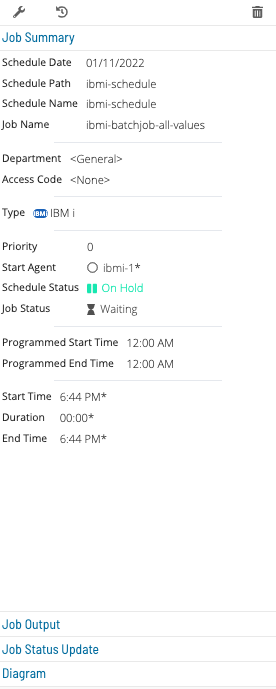 Job Summary
Schedule Date 01/11/2022
Schedule Path ibmi-schedule
Schedule Name ibmi-schedule
Job Name ibmi-batchjob-all-values
Department <General>
Access Code <None>
Type IBM i IBM i
Priority 0
Start Agent ibmi-1*
Schedule Status On Hold
Job Status Waiting
Programmed Start Time 12:00 AM
Programmed End Time 12:00 AM
Start Time 6:44 PM*
Duration 00:00*
End Time 6:44 PM*
Job Output
Job Status Update
Diagram